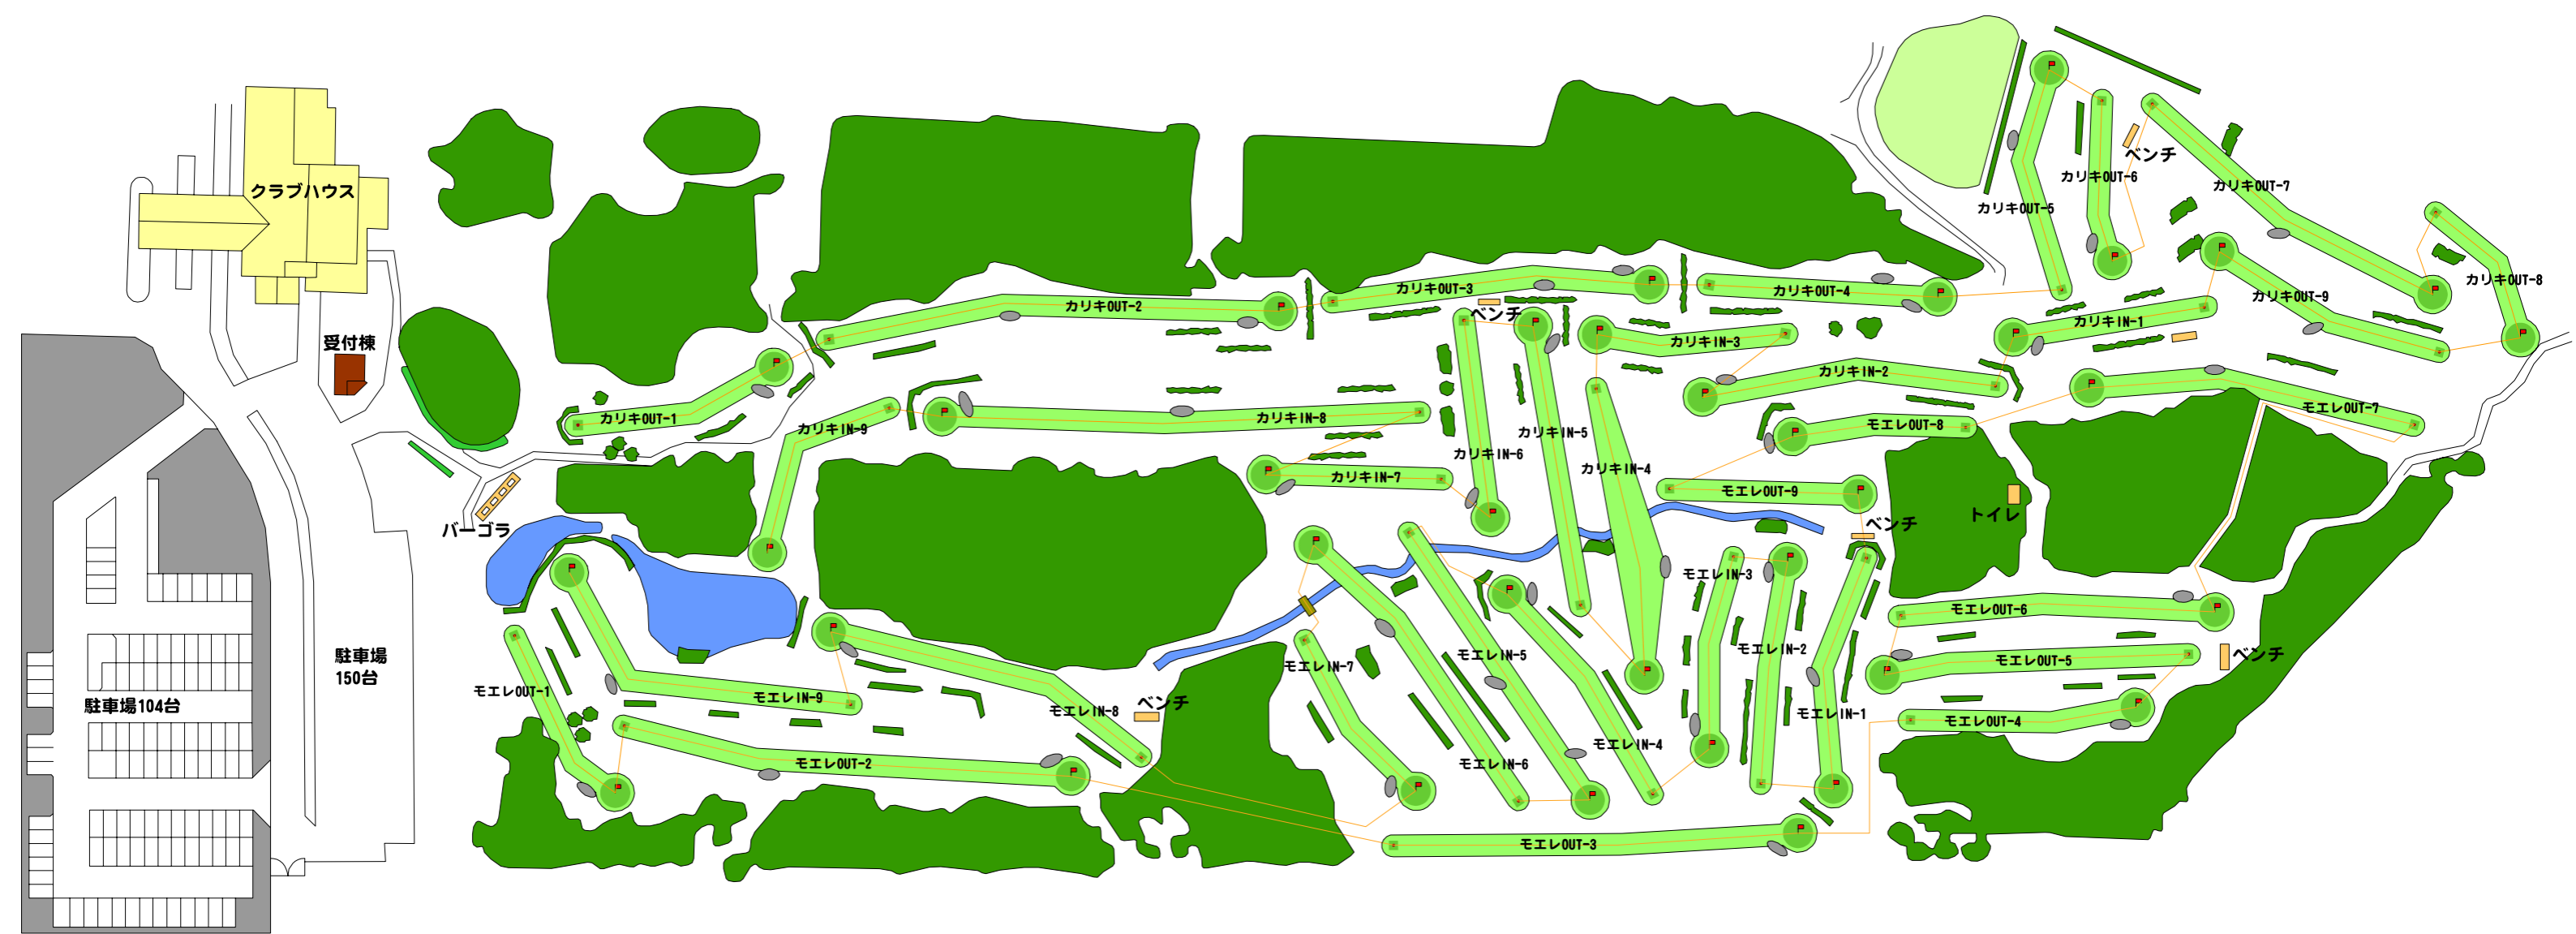 クラブハウス
受付棟
バーゴラ
駐車場
150台
駐車場104台
カリキOUT-1
カリキOUT-2
カリキOUT-3
カリキOUT-4
カリキOUT-5
カリキOUT-6
ベンチ
カリキOUT-7
カリキOUT-8
カリキOUT-9
カリキIN-1
カリキIN-2
カリキIN-3
ベンチ
カリキIN-4
カリキIN-5
カリキIN-6
カリキIN-7
カリキIN-8
カリキIN-9
モエレOUT-1
モエレOUT-2
モエレOUT-3
モエレOUT-4
モエレOUT-5
ベンチ
モエレOUT-6
モエレOUT-7
モエレOUT-8
モエレOUT-9
トイレ
ベンチ
モエレIN-1
モエレIN-2
モエレIN-3
モエレIN-4
モエレIN-5
モエレIN-6
モエレIN-7
モエレIN-8
ベンチ
モエレIN-9